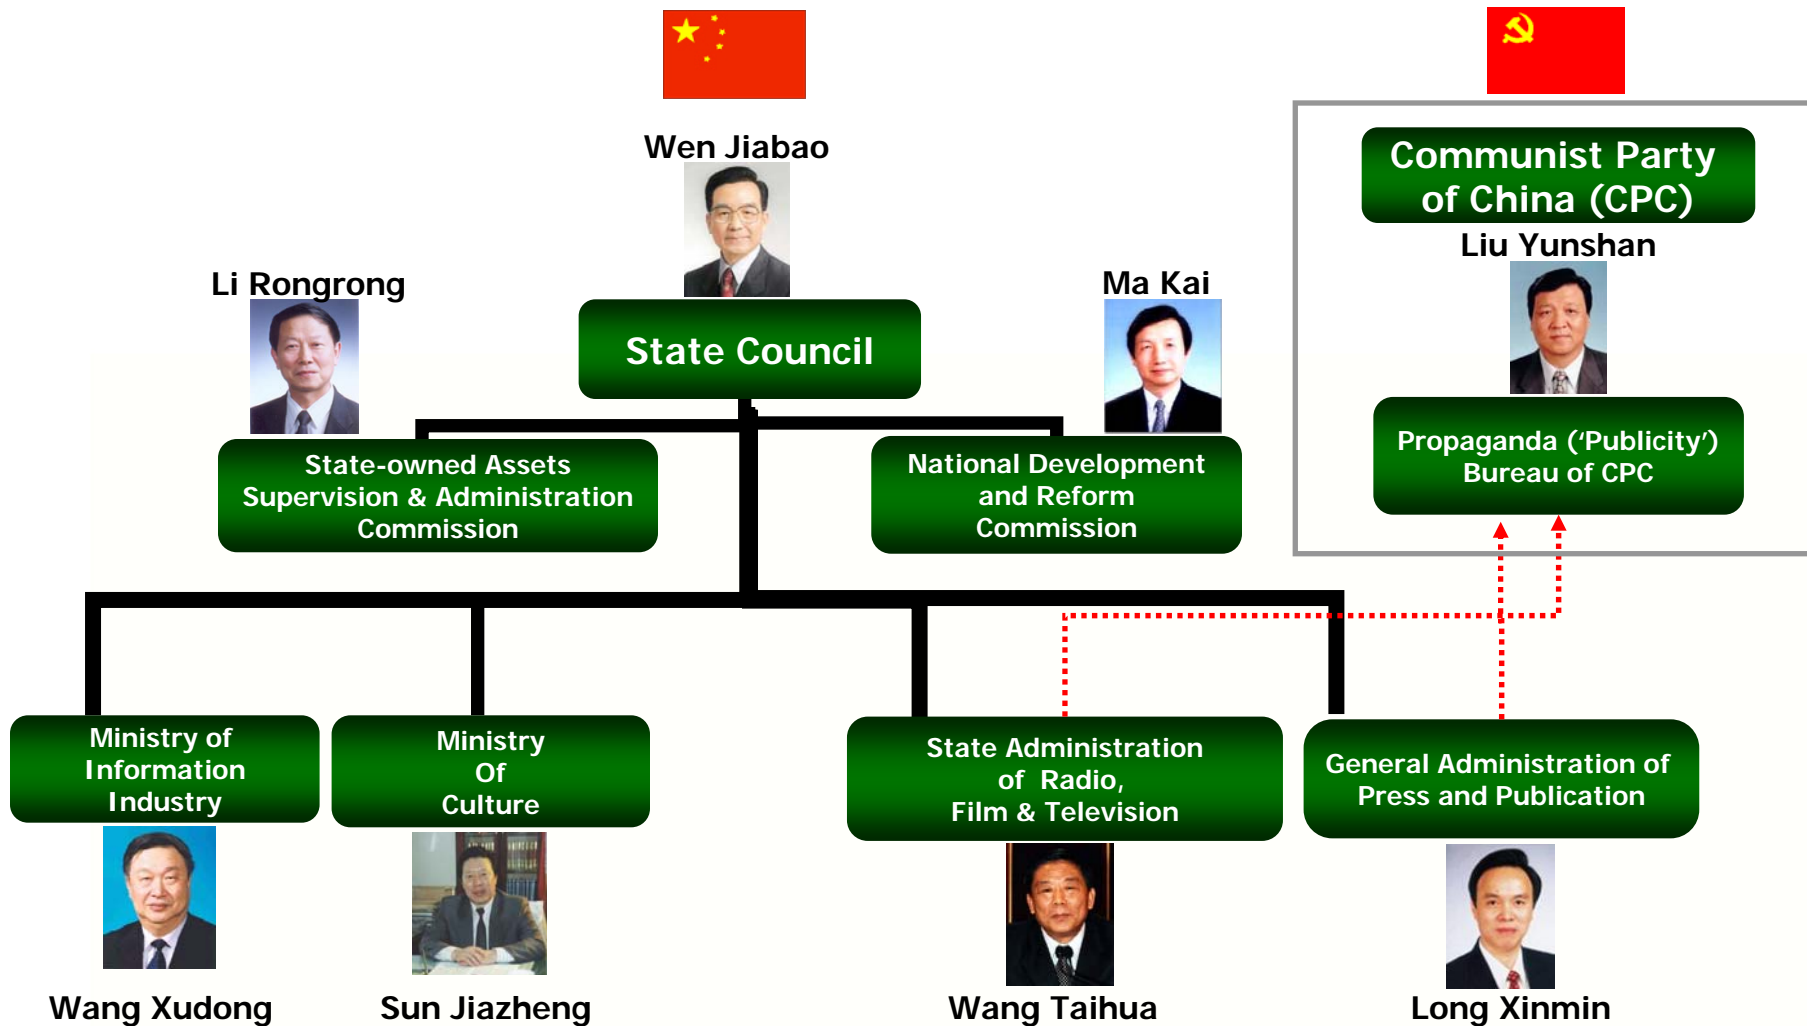 Wen Jiabao
Communist Party
of China (CPC)
Liu Yunshan
Li Rongrong
Ma Kai
State Council
State-owned Assets
Supervision & Administration
Commission
National Development
and Reform
Commission
Propaganda (‘Publicity’)
Bureau of CPC
Ministry of
Information
Industry
Ministry
Of
Culture
State Administration
of Radio,
Film & Television
General Administration of
Press and Publication
Wang Xudong
Sun Jiazheng
Wang Taihua
Long Xinmin